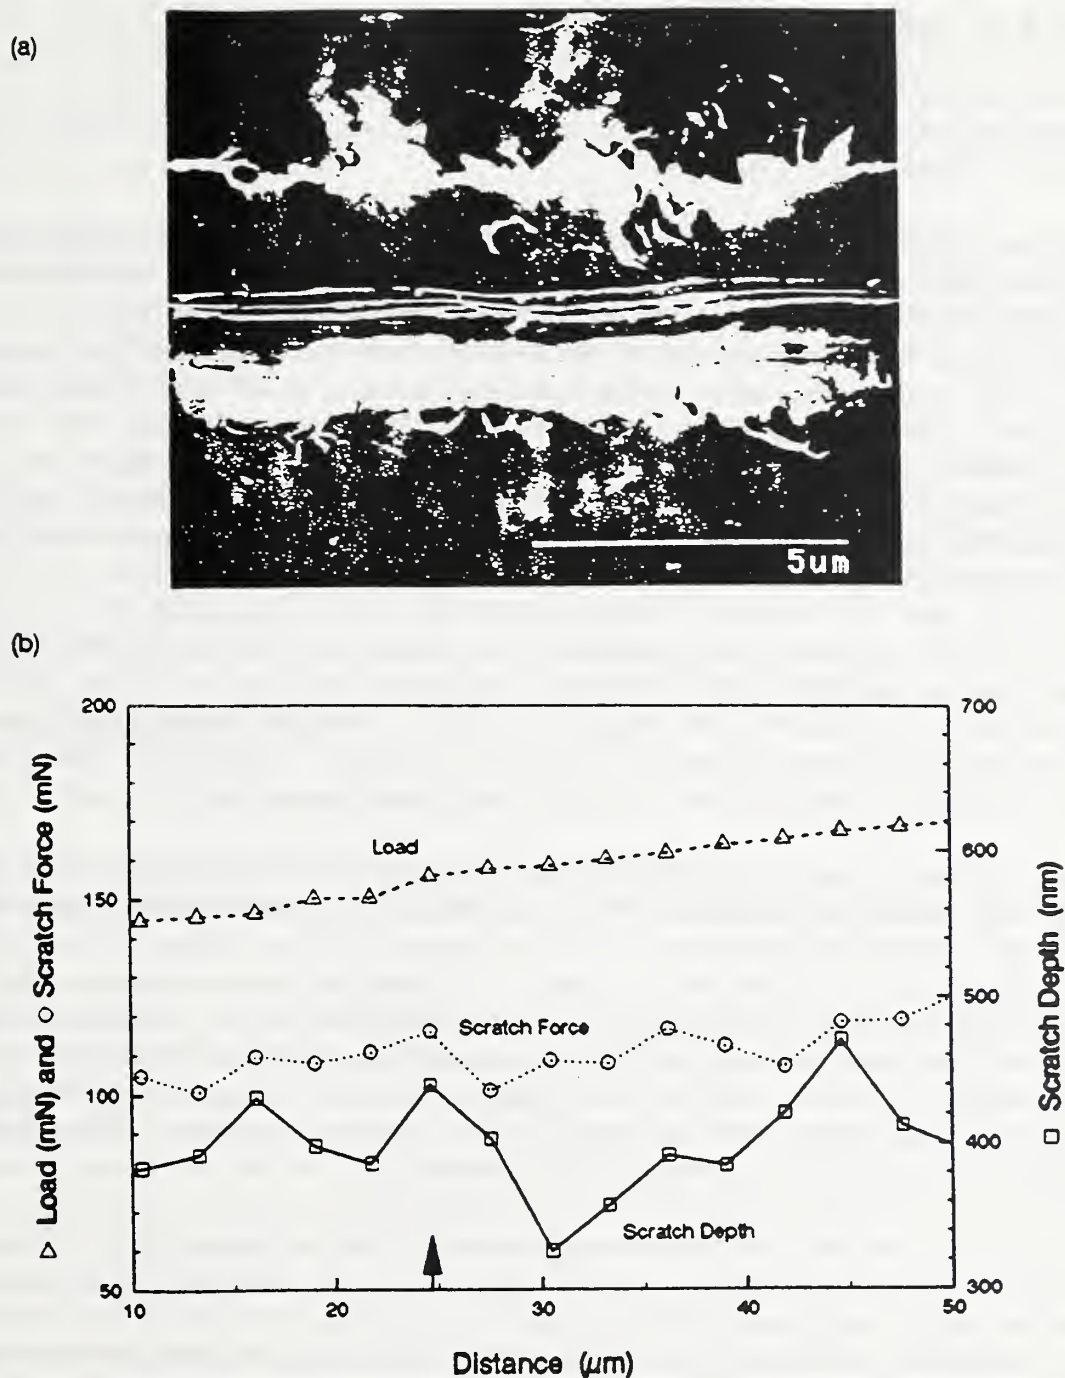 (a)
5um
(b)
200
150
100
50
▷ Load (mN) and ○ Scratch Force (mN)
Load
Scratch Force
Scratch Depth
700
600
500
400
300
□ Scratch Depth (nm)
10
20
30
40
50
Distance (μm)